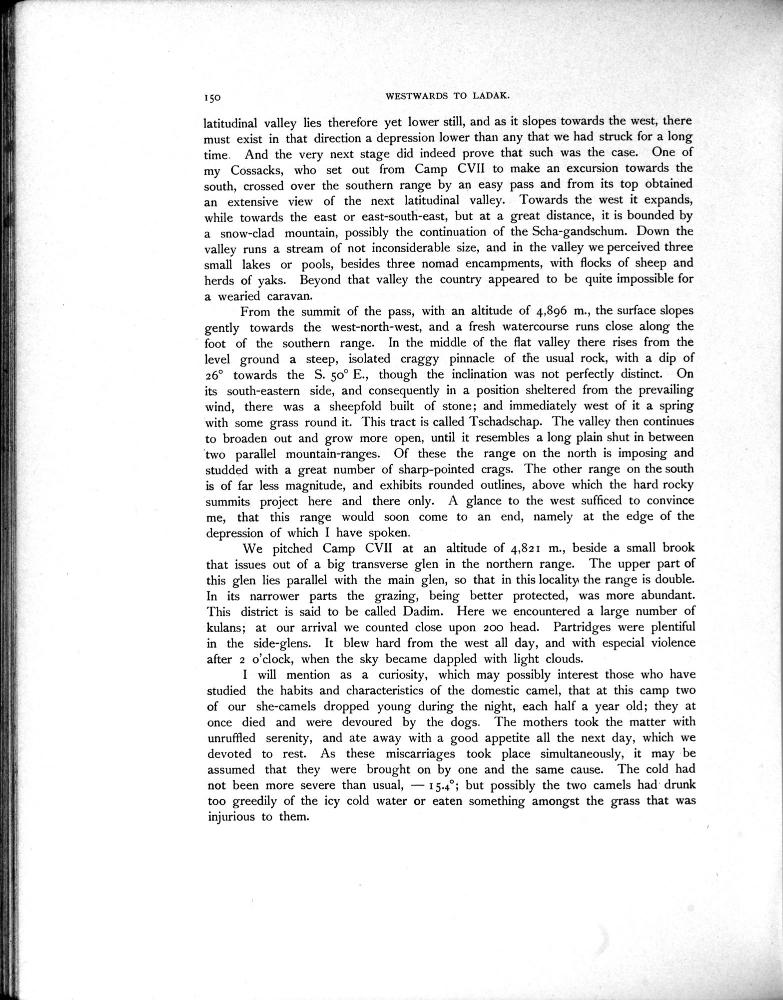 150
WESTWARDS TO LADAK.
latitudinal valley lies therefore yet lower still, and as it slopes towards the west, there
must exist in that direction a depression lower than any that we had struck for a long
time. And the very next stage did indeed prove that such was the case. One of
my Cossacks, who set out from Camp CVII to make an excursion towards the
south, crossed over the southern range by an easy pass and from its top obtained
an extensive view of the next latitudinal valley. Towards the west it expands,
while towards the east or east-south-east, but at a great distance, it is bounded by
a snow-clad mountain, possibly the continuation of the Scha-gandschum. Down the
valley runs a stream of not inconsiderable size, and in the valley we perceived three
small lakes or pools, besides three nomad encampments, with flocks of sheep and
herds of yaks. Beyond that valley the country appeared to be quite impossible for
a wearied caravan.
From the summit of the pass, with an altitude of 4,896 m., the surface slopes
gently towards the west-north-west, and a fresh watercourse runs close along the
foot of the southern range. In the middle of the flat valley there rises from the
level ground a steep, isolated craggy pinnacle of the usual rock, with a dip of
26° towards the S. 50° E., though the inclination was not perfectly distinct. On
its south-eastern side, and consequently in a position sheltered from the prevailing
wind, there was a sheepfold built of stone; and immediately west of it a spring
with some grass round it. This tract is called Tschadschap. The valley then continues
to broaden out and grow more open, until it resembles a long plain shut in between
two parallel mountain-ranges. Of these the range on the north is imposing and
studded with a great number of sharp-pointed crags. The other range on the south
is of far less magnitude, and exhibits rounded outlines, above which the hard rocky
summits project here and there only. A glance to the west sufficed to convince
me, that this range would soon come to an end, namely at the edge of the
depression of which I have spoken.
We pitched Camp CVII at an altitude of 4,821 m., beside a small brook
that issues out of a big transverse glen in the northern range. The upper part of
this glen lies parallel with the main glen, so that in this locality the range is double.
In its narrower parts the grazing, being better protected, was more abundant.
This district is said to be called Dadim. Here we encountered a large number of
kulans; at our arrival we counted close upon 200 head. Partridges were plentiful
in the side-glens. It blew hard from the west all day, and with especial violence
after 2 o'clock, when the sky became dappled with light clouds.
I will mention as a curiosity, which may possibly interest those who have
studied the habits and characteristics of the domestic camel, that at this camp two
of our she-camels dropped young during the night, each half a year old; they at
once died and were devoured by the dogs. The mothers took the matter with
unruffled serenity, and ate away with a good appetite all the next day, which we
devoted to rest. As these miscarriages took place simultaneously, it may be
assumed that they were brought on by one and the same cause. The cold had
not been more severe than usual, — 15.4°; but possibly the two camels had drunk
too greedily of the icy cold water or eaten something amongst the grass that was
injurious to them.